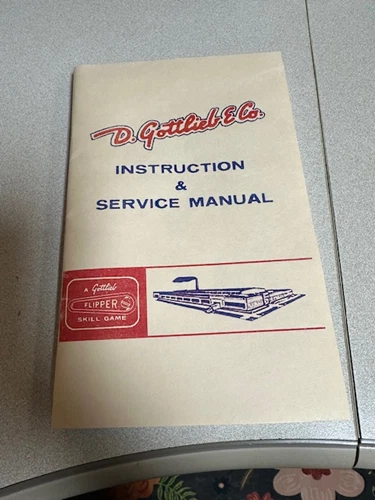 D. Gottlieb & Co.
INSTRUCTION
&
SERVICE MANUAL
A Gottlieb
FLIPPER
SKILL GAME